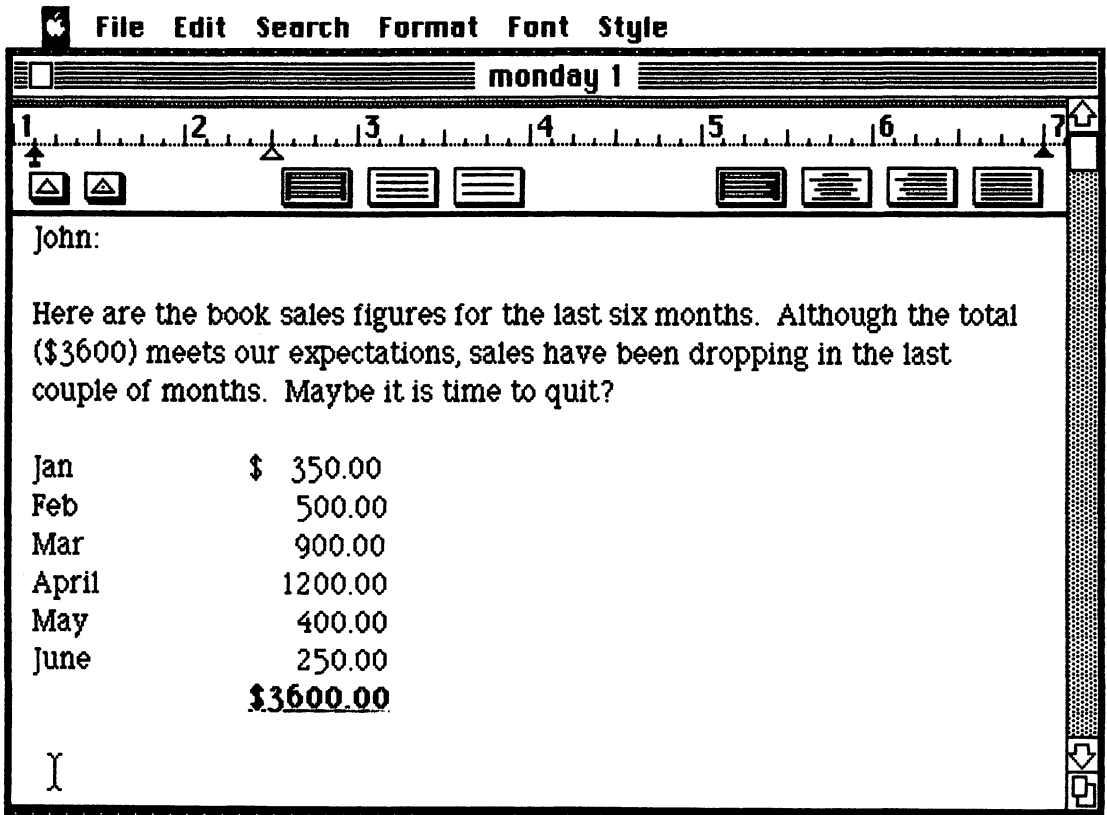 File Edit Search Format Font Style
monday 1
1 2 3 4 5 6 7
John:
Here are the book sales figures for the last six months. Although the total
($3600) meets our expectations, sales have been dropping in the last
couple of months. Maybe it is time to quit?
Jan $ 350.00
Feb 500.00
Mar 900.00
April 1200.00
May 400.00
June 250.00
$3600.00